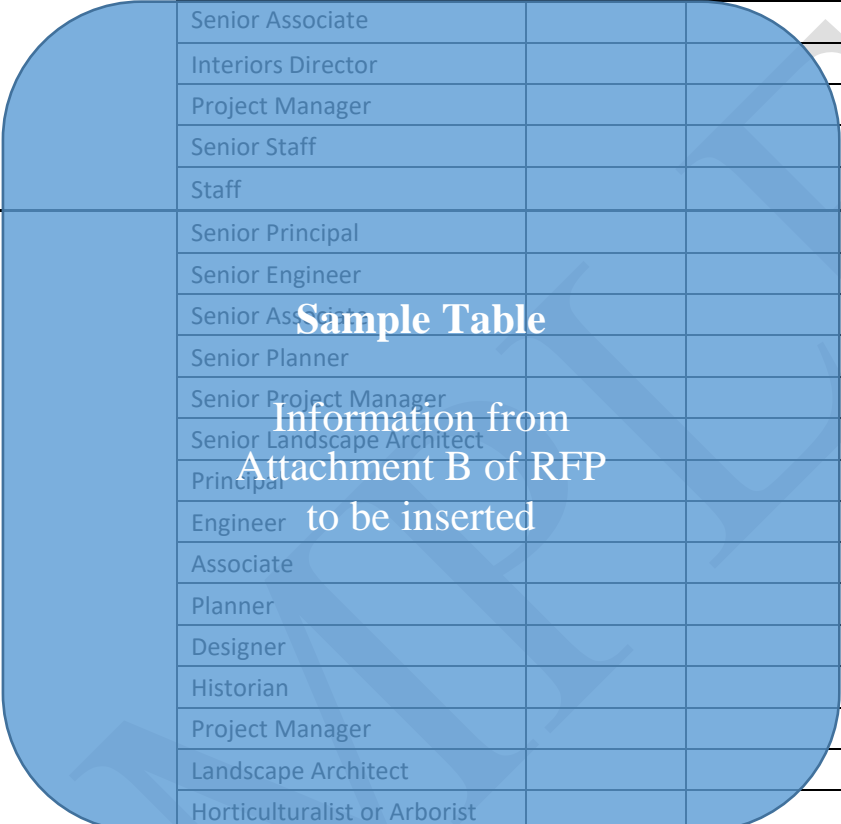 Senior Associate
Interiors Director
Project Manager
Senior Staff
Staff
Senior Principal
Senior Engineer
Senior Associate
Sample Table
Senior Planner
Senior Project Manager
Information from
Senior Landscape Architect
Attachment B of RFP
Principal
Engineer
to be inserted
Associate
Planner
Designer
Historian
Project Manager
Landscape Architect
Horticulturalist or Arborist